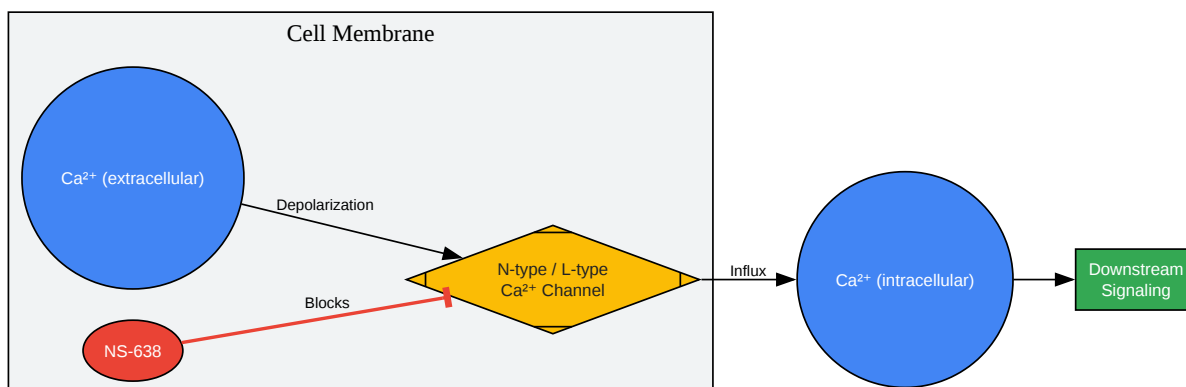 Cell Membrane
Ca²⁺ (extracellular)
Depolarization
N-type / L-type
Ca²⁺ Channel
Blocks
NS-638
Influx
Ca²⁺ (intracellular)
Downstream
Signaling